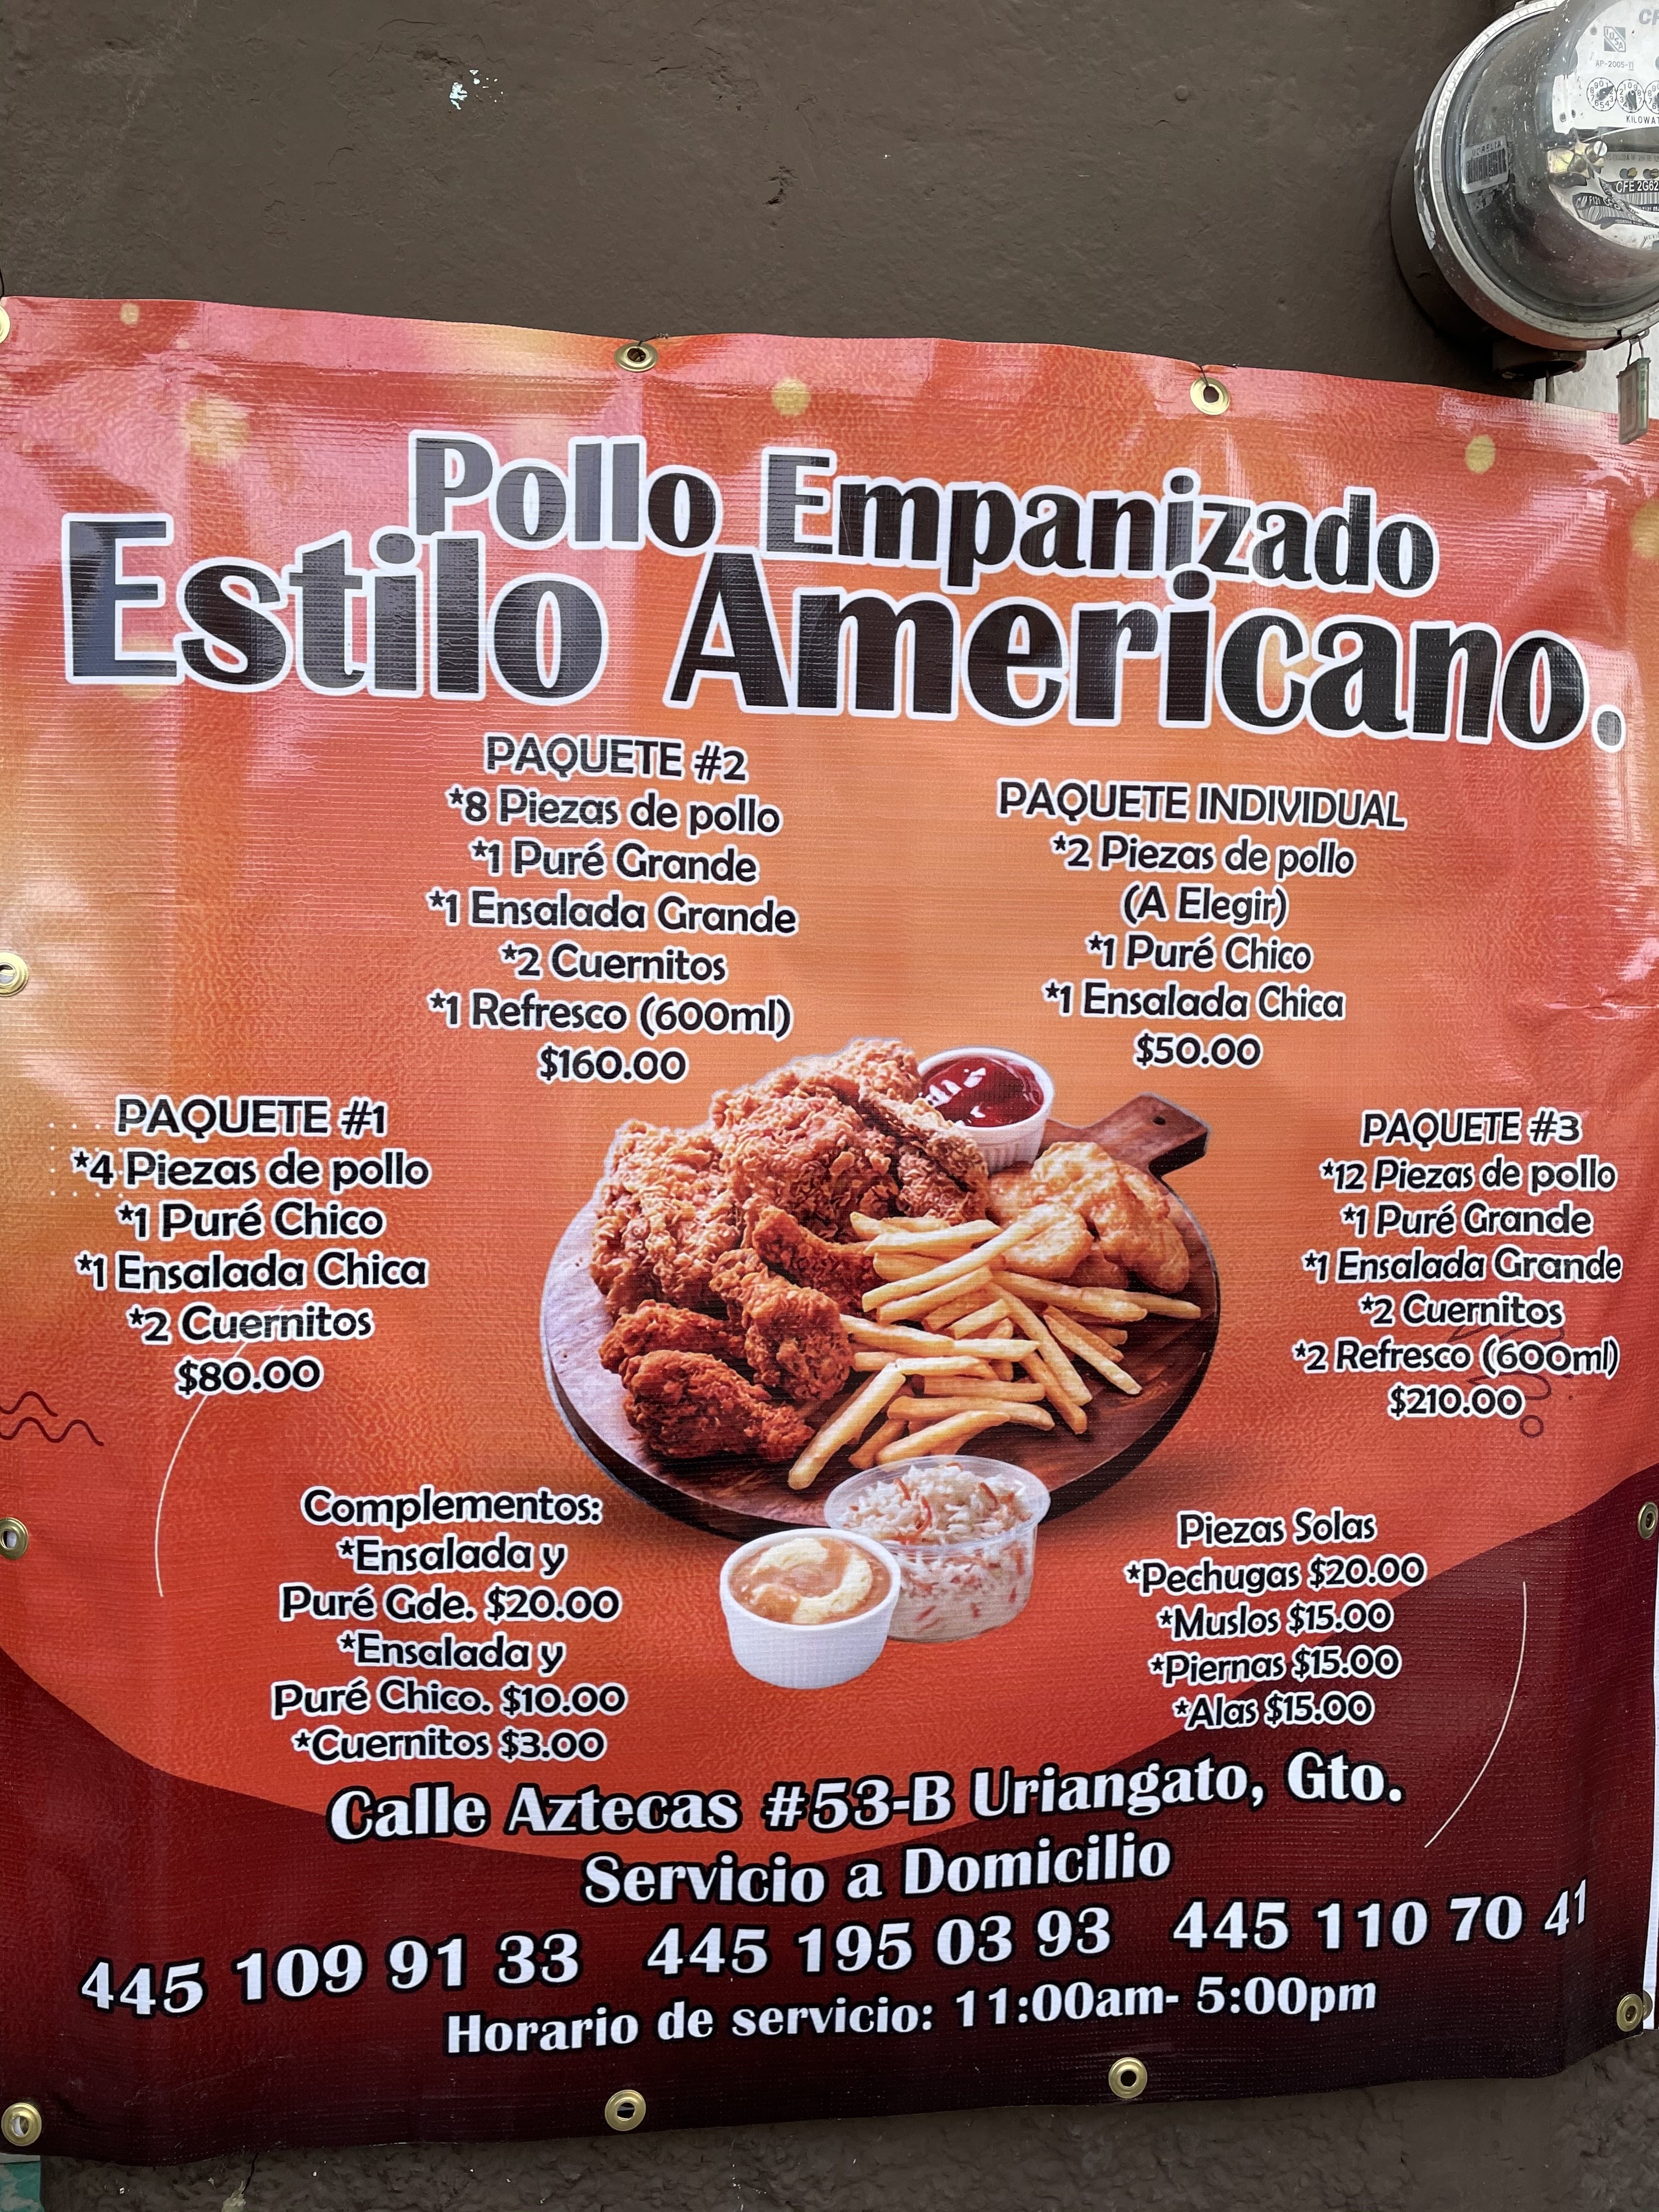 Pollo Empanizado
Estilo Americano.
PAQUETE #2
*8 Piezas de pollo
*1 Puré Grande
*1 Ensalada Grande
*2 Cuernitos
*1 Refresco (600ml)
$160.00
PAQUETE INDIVIDUAL
*2 Piezas de pollo
(A Elegir)
*1 Puré Chico
*1 Ensalada Chica
$50.00
PAQUETE #1
*4 Piezas de pollo
*1 Puré Chico
*1 Ensalada Chica
*2 Cuernitos
$80.00
PAQUETE #3
*12 Piezas de pollo
*1 Puré Grande
*1 Ensalada Grande
*2 Cuernitos
*2 Refresco (600ml)
$210.00
Complementos:
*Ensalada y
Puré Gde. $20.00
*Ensalada y
Puré Chico. $10.00
*Cuernitos $3.00
Piezas Solas
*Pechugas $20.00
*Muslos $15.00
*Piernas $15.00
*Alas $15.00
Calle Aztecas #53-B Uriangato, Gto.
Servicio a Domicilio
445 109 91 33 445 195 03 93 445 110 70 41
Horario de servicio: 11:00am- 5:00pm
AP-2005-11